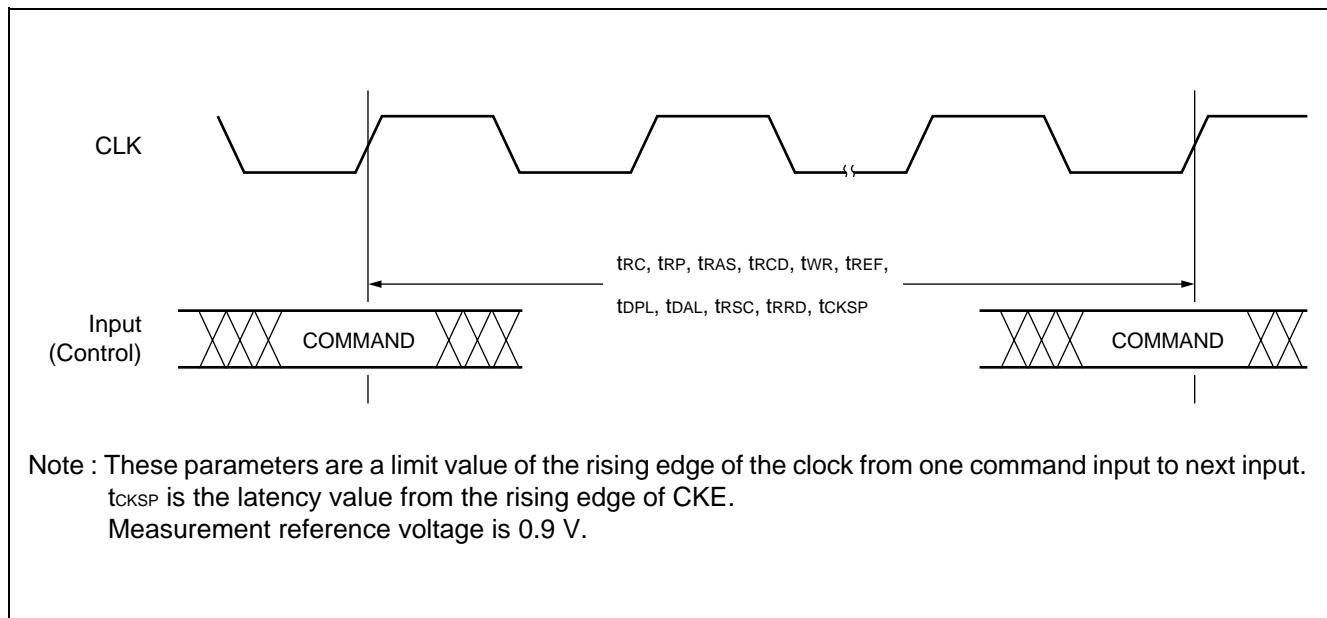 CLK
tRC, tRP, tRAS, tRCD, tWR, tREF,
tDPL, tDAL, tRSC, tRRD, tCKSP
Input
(Control)
COMMAND
COMMAND
Note : These parameters are a limit value of the rising edge of the clock from one command input to next input.
tCKSP is the latency value from the rising edge of CKE.
Measurement reference voltage is 0.9 V.